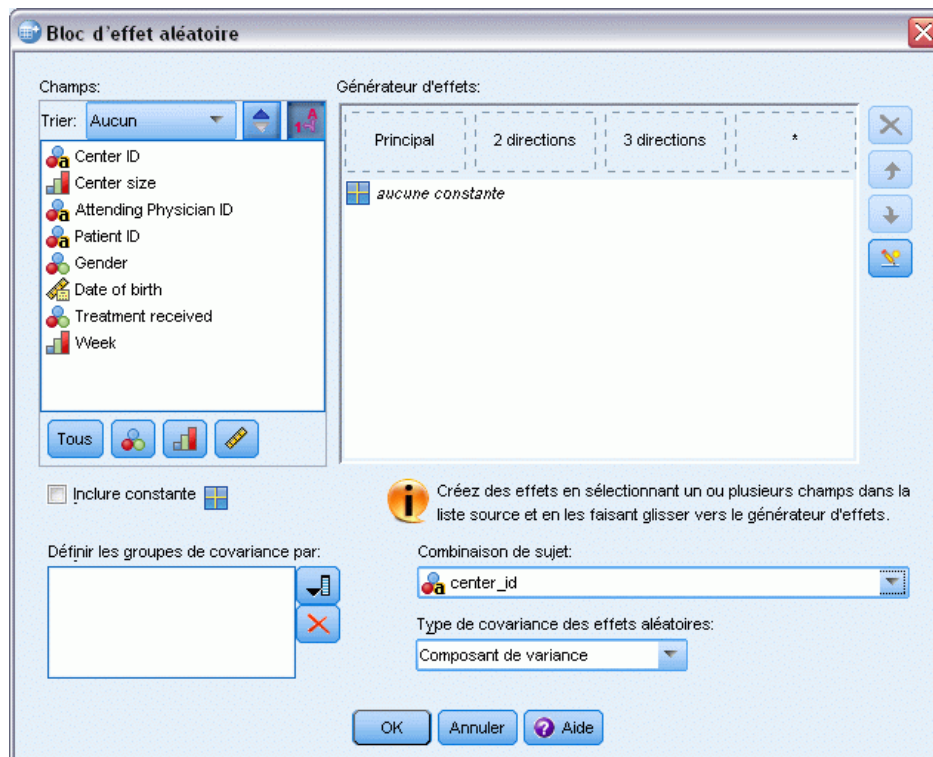 Bloc d'effet aléatoire
Champs:
Trier: Aucun
Center ID
Center size
Attending Physician ID
Patient ID
Gender
Date of birth
Treatment received
Week
Tous
Inclure constante
Définir les groupes de covariance par:
Générateur d'effets:
Principal
2 directions
3 directions
*
aucune constante
Créez des effets en sélectionnant un ou plusieurs champs dans la
liste source et en les faisant glisser vers le générateur d'effets.
Combinaison de sujet:
center_id
Type de covariance des effets aléatoires:
Composant de variance
OK
Annuler
Aide